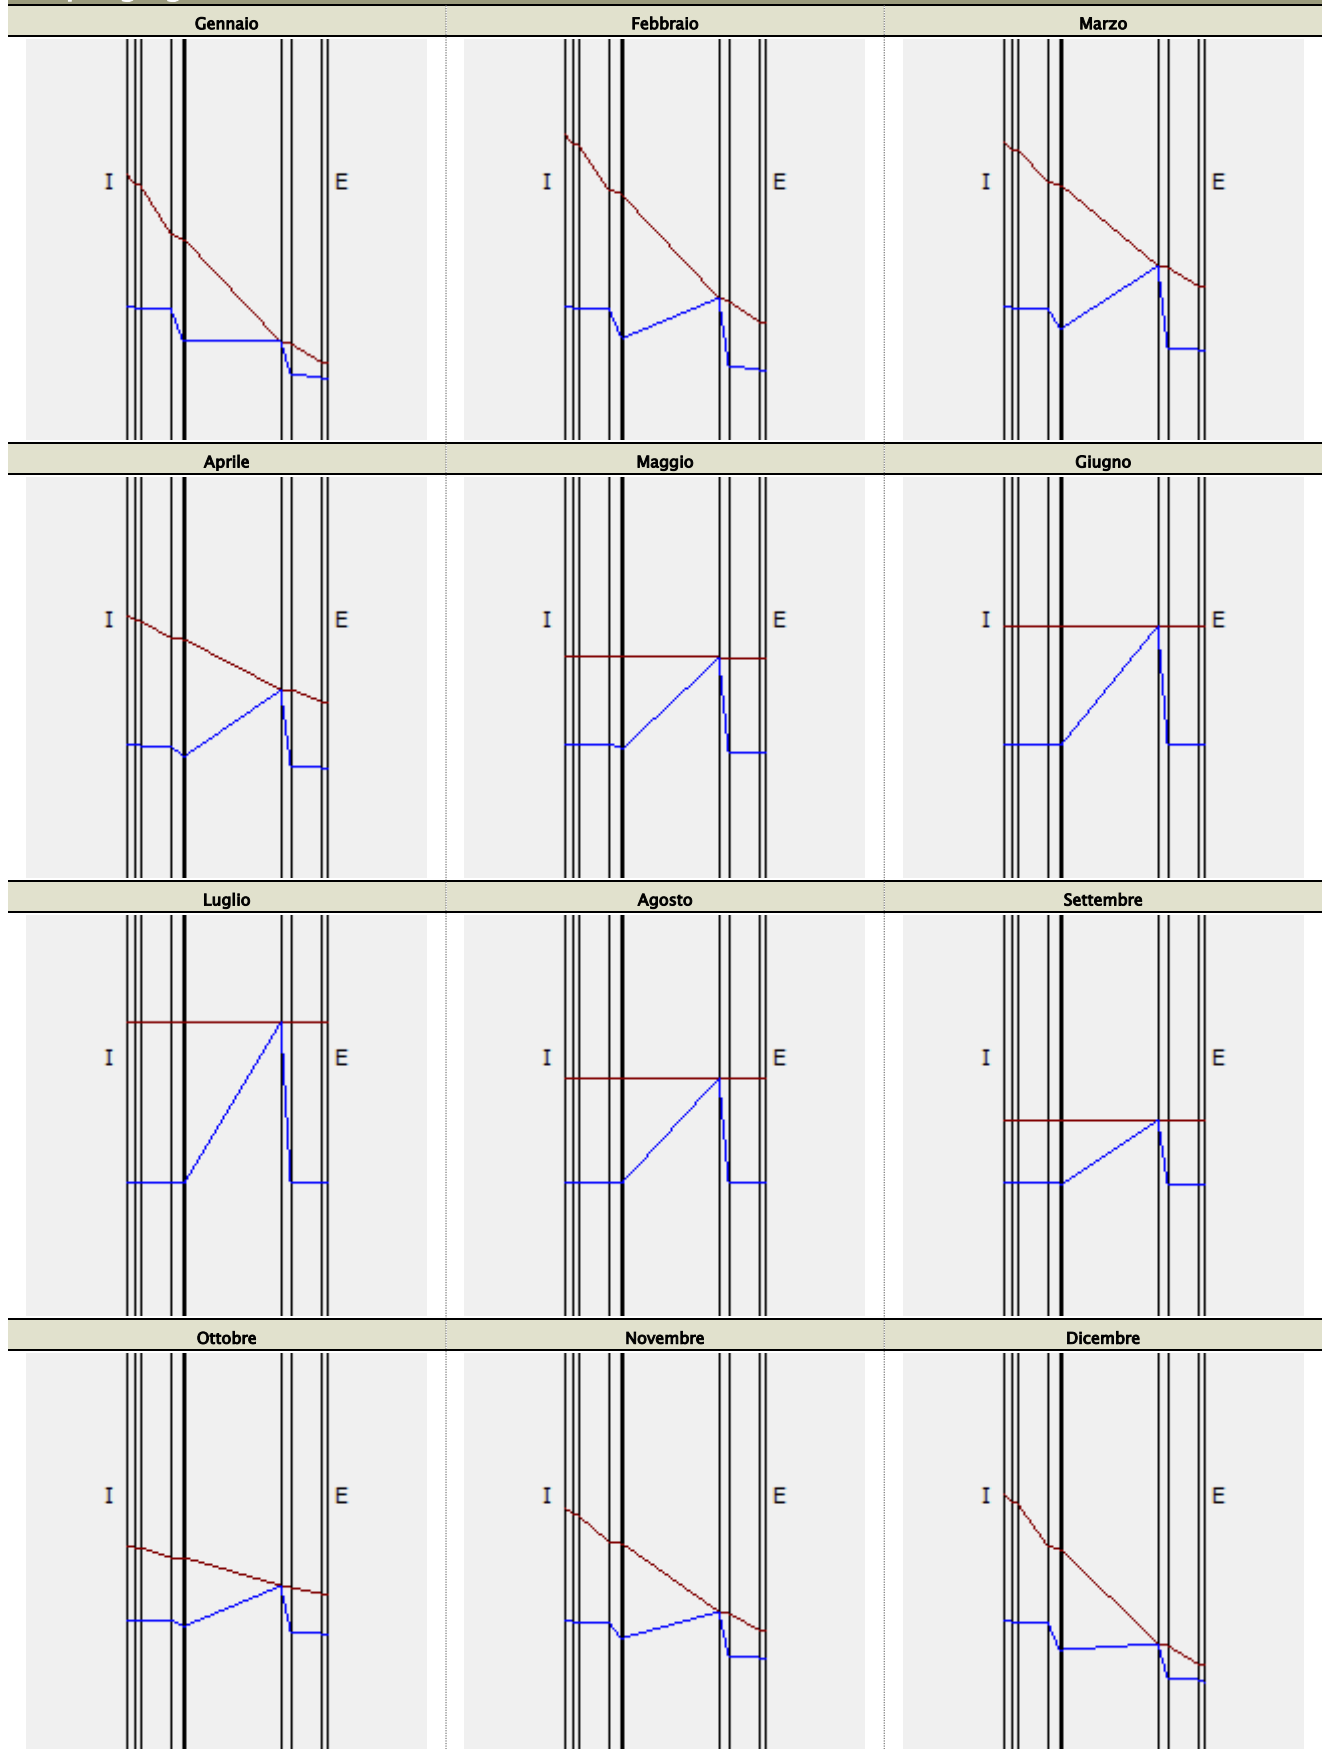 Gennaio Febbraio Marzo
I E I E I E
Aprile Maggio Giugno
I E I E I E
Luglio Agosto Settembre
I E I E I E
Ottobre Novembre Dicembre
I E I E I E